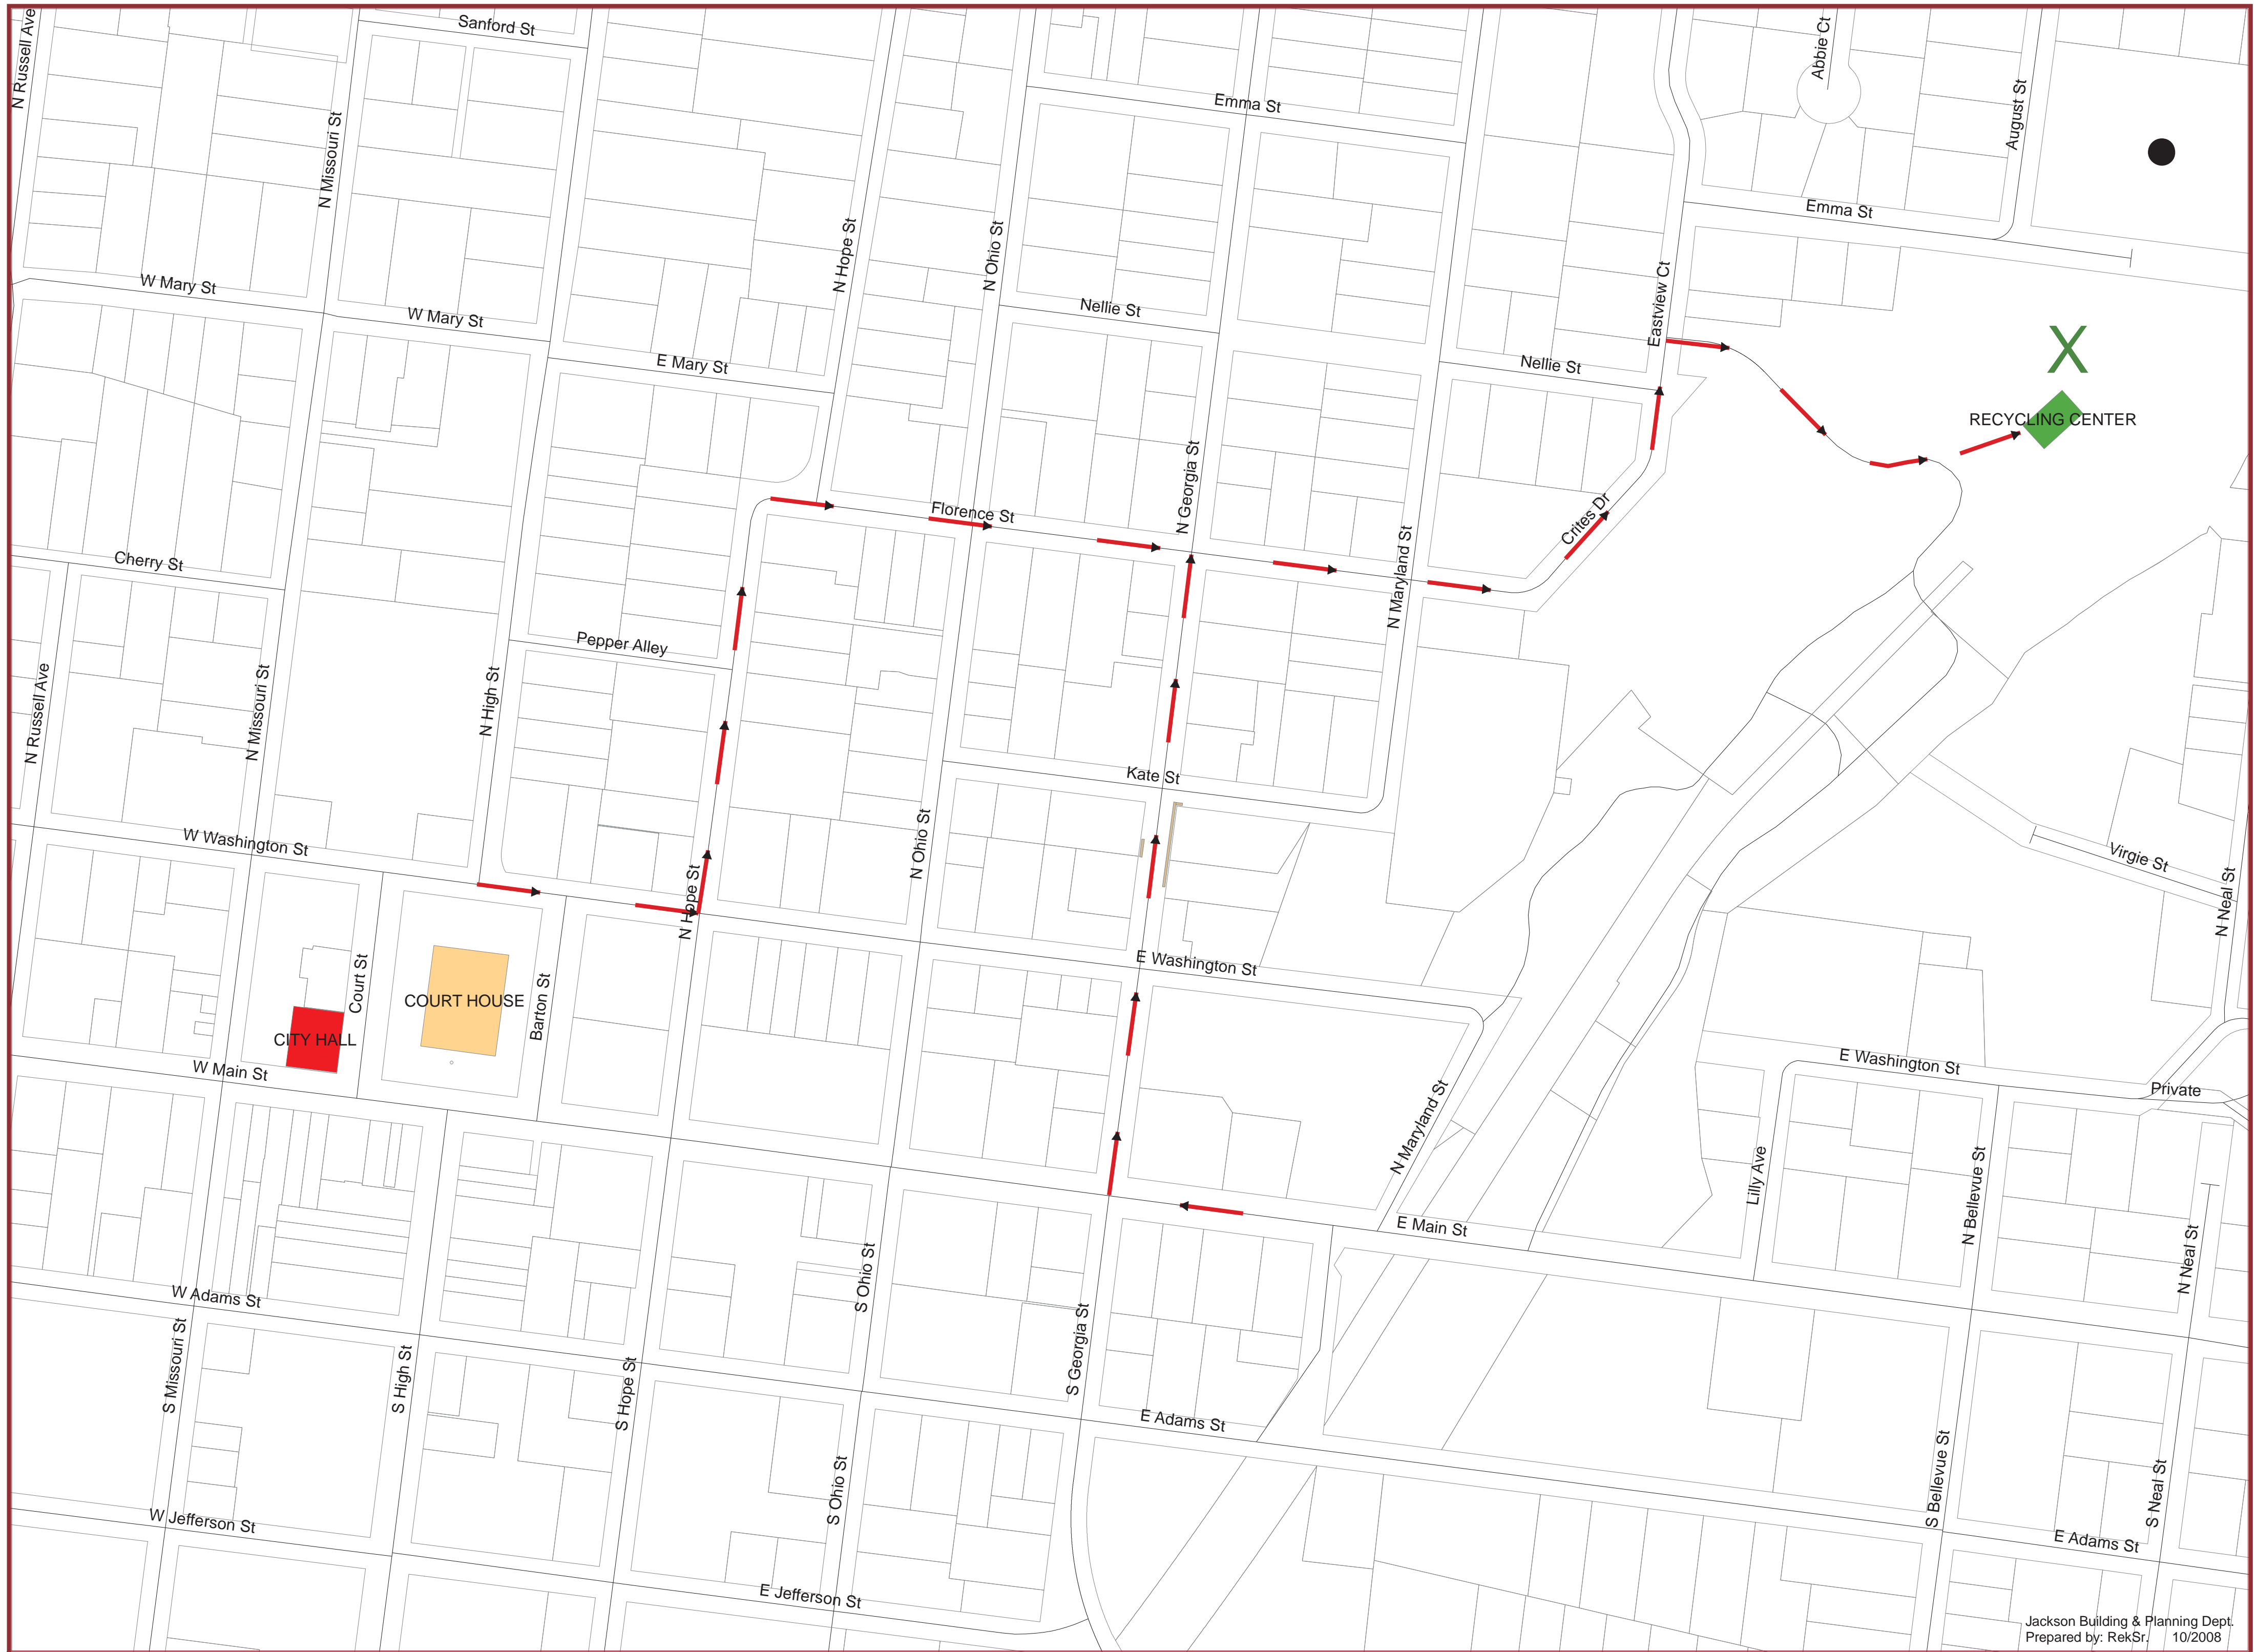 Sanford St
N Russell Ave
Abbie Ct
August St
Emma St
N Missouri St
Emma St
N Hope St
N Ohio St
W Mary St
W Mary St
Nellie St
Eastview Ct
E Mary St
Nellie St
X
RECYCLING CENTER
N Georgia St
Florence St
Crites Dr
N Maryland St
Cherry St
Pepper Alley
N Russell Ave
N Missouri St
N High St
Kate St
W Washington St
N Ohio St
Virgie St
N Neal St
N Hope St
E Washington St
Court St
COURT HOUSE
Barton St
CITY HALL
W Main St
E Washington St
Private
N Maryland St
Lilly Ave
N Bellevue St
E Main St
N Neal St
S Ohio St
W Adams St
S Missouri St
S High St
S Hope St
S Georgia St
E Adams St
S Ohio St
S Bellevue St
S Neal St
W Jefferson St
E Adams St
E Jefferson St
Jackson Building & Planning Dept.
Prepared by: RekSr. 10/2008